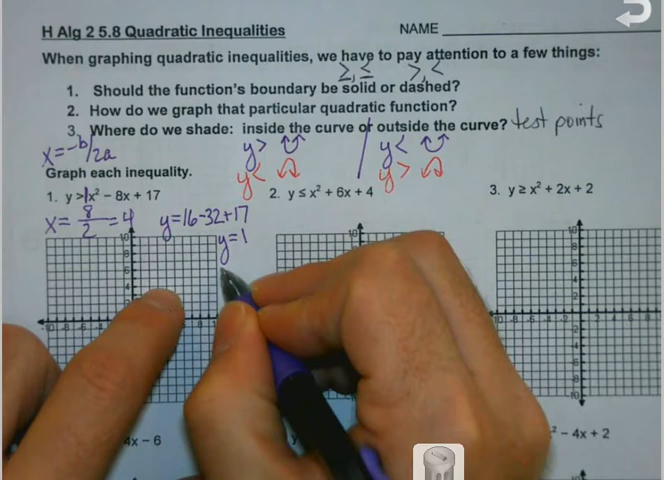 H Alg 2 5.8 Quadratic Inequalities NAME
When graphing quadratic inequalities, we have to pay attention to a few things:
≥, ≤ >, <
1. Should the function's boundary be solid or dashed?
2. How do we graph that particular quadratic function?
3. Where do we shade: inside the curve or outside the curve? test points
x=-b/2a y> y<
Graph each inequality. y< y>
1. y > 1x² - 8x + 17 2. y ≤ x² + 6x + 4 3. y ≥ x² + 2x + 2
x= 8/2 = 4 y=16-32+17
y=1
4x - 6 ² - 4x + 2